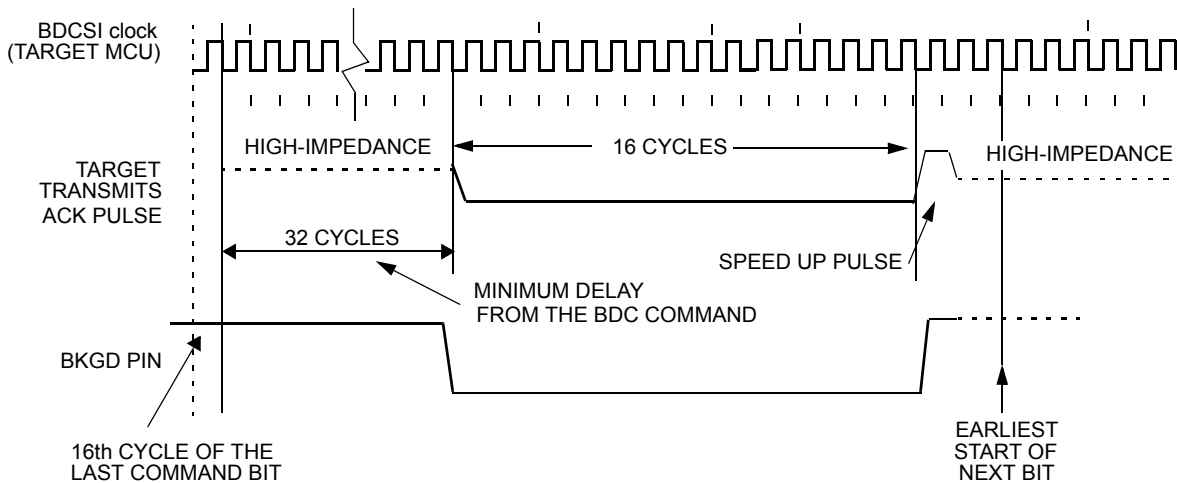 BDCSI clock
(TARGET MCU)
HIGH-IMPEDANCE
16 CYCLES
HIGH-IMPEDANCE
TARGET
TRANSMITS
ACK PULSE
32 CYCLES
SPEED UP PULSE
MINIMUM DELAY
FROM THE BDC COMMAND
BKGD PIN
16th CYCLE OF THE
LAST COMMAND BIT
EARLIEST
START OF
NEXT BIT